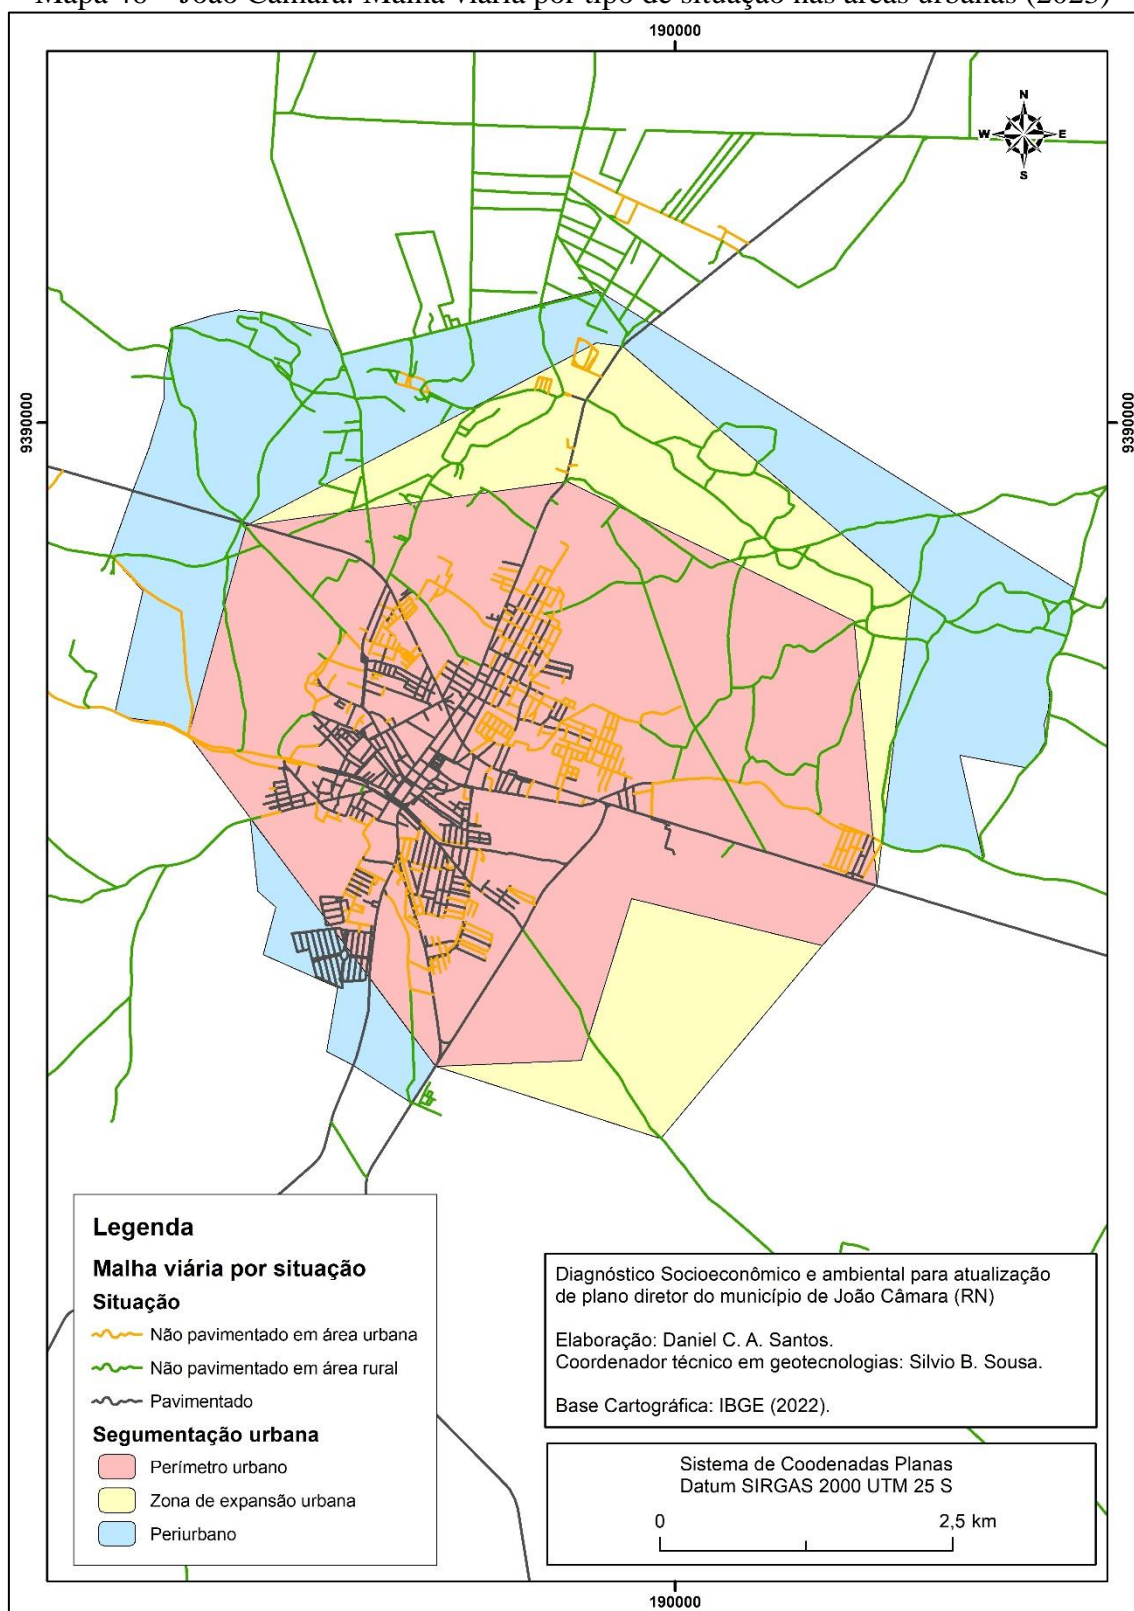 João Câmara: Malha viária por tipo de situação nas áreas urbanas
190000
N
W E
S
9390000
9390000
Legenda
Malha viária por situação
Situação
Não pavimentado em área urbana
Não pavimentado em área rural
Pavimentado
Segumentação urbana
Perímetro urbano
Zona de expansão urbana
Periurbano
Diagnóstico Socioeconômico e ambiental para atualização
de plano diretor do município de João Câmara (RN)
Elaboração: Daniel C. A. Santos.
Coordenador técnico em geotecnologias: Silvio B. Sousa.
Base Cartográfica: IBGE (2022).
Sistema de Coodenadas Planas
Datum SIRGAS 2000 UTM 25 S
0 2,5 km
190000